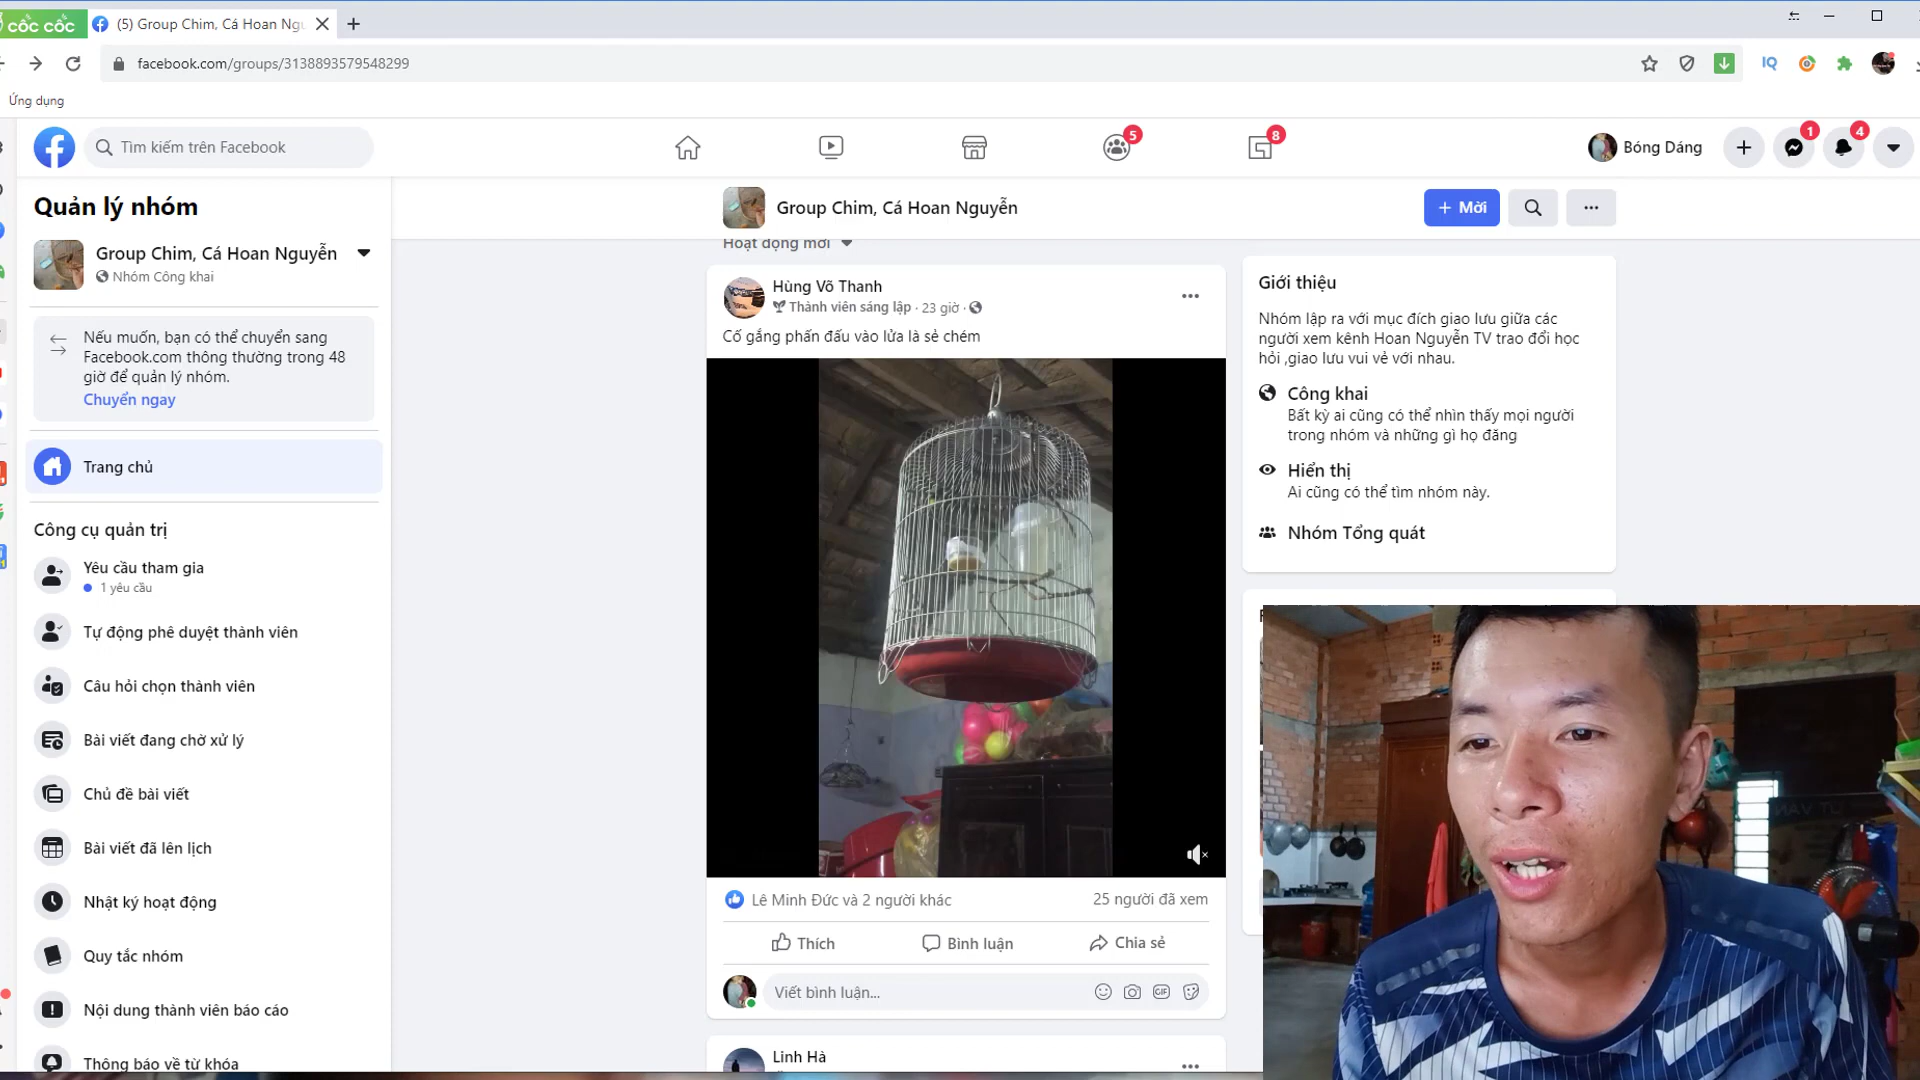 cốc cốc
(5) Group Chim, Cá Hoan Ngu
facebook.com/groups/3138893579548299
IQ
Ứng dụng
Tìm kiếm trên Facebook
5
8
Bóng Dáng
1
4
Quản lý nhóm
Group Chim, Cá Hoan Nguyễn
Nhóm Công khai
Nếu muốn, bạn có thể chuyển sang
Facebook.com thông thường trong 48
giờ để quản lý nhóm.
Chuyển ngay
Trang chủ
Công cụ quản trị
Yêu cầu tham gia
1 yêu cầu
Tự động phê duyệt thành viên
Câu hỏi chọn thành viên
Bài viết đang chờ xử lý
Chủ đề bài viết
Bài viết đã lên lịch
Nhật ký hoạt động
Quy tắc nhóm
Nội dung thành viên báo cáo
Thông báo về từ khóa
Group Chim, Cá Hoan Nguyễn
+ Mời
Hoạt động mới
Hùng Võ Thanh
Thành viên sáng lập · 23 giờ ·
Cố gắng phấn đấu vào lửa là sẻ chém
Lê Minh Đức và 2 người khác
25 người đã xem
Thích
Bình luận
Chia sẻ
Viết bình luận...
GIF
Linh Hà
Giới thiệu
Nhóm lập ra với mục đích giao lưu giữa các
người xem kênh Hoan Nguyễn TV trao đổi học
hỏi ,giao lưu vui vẻ với nhau.
Công khai
Bất kỳ ai cũng có thể nhìn thấy mọi người
trong nhóm và những gì họ đăng
Hiển thị
Ai cũng có thể tìm nhóm này.
Nhóm Tổng quát